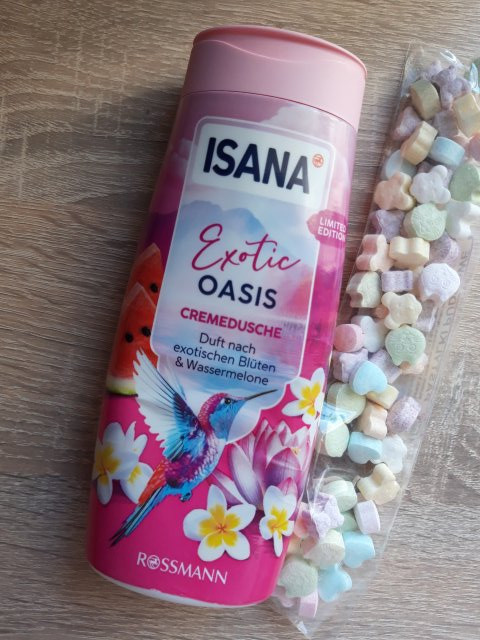 ISANA
LIMITED
EDITION
Exotic
OASIS
CREMEDUSCHE
Duft nach
exotischen Blüten
& Wassermelone
ROSSMANN